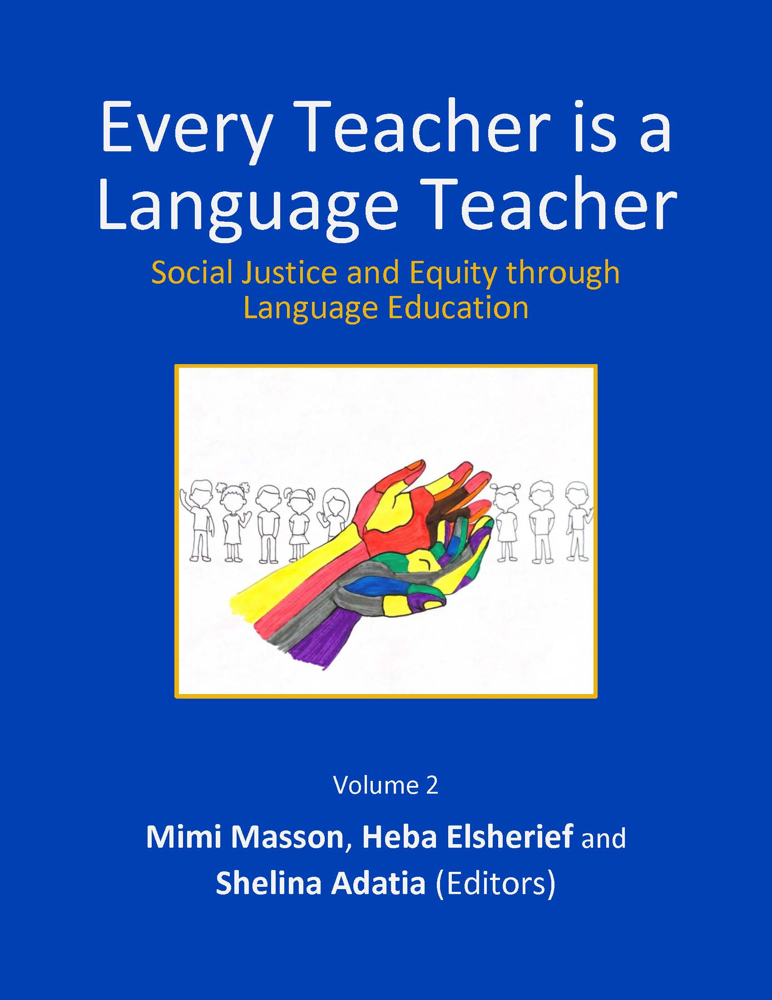 Every Teacher is a
Language Teacher
Social Justice and Equity through
Language Education
Volume 2
Mimi Masson, Heba Elsherief and
Shelina Adatia (Editors)